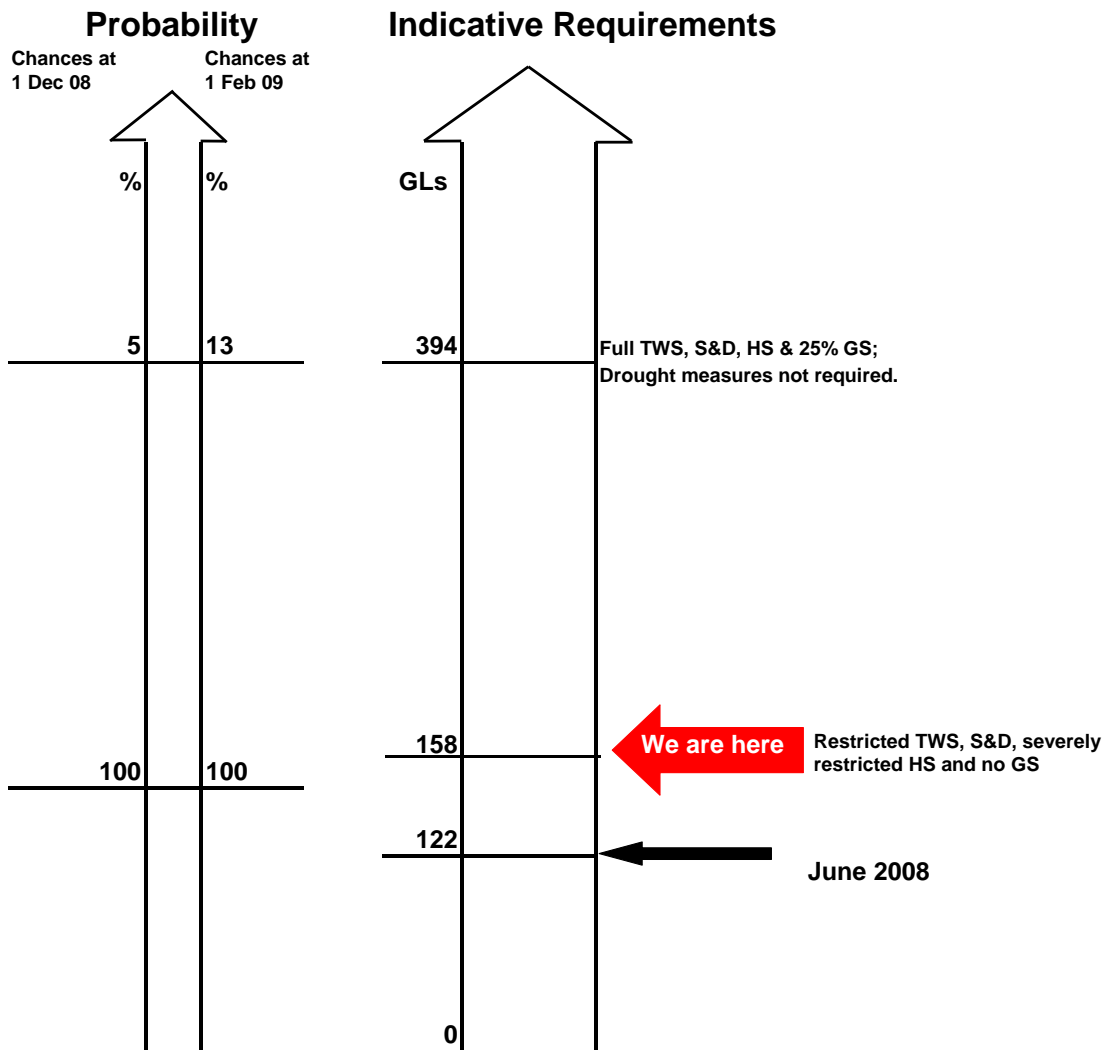 Probability
Indicative Requirements
Chances at
1 Dec 08
Chances at
1 Feb 09
%
%
GLs
5
13
394
Full TWS, S&D, HS & 25% GS;
Drought measures not required.
158
We are here
Restricted TWS, S&D, severely
restricted HS and no GS
100
100
122
June 2008
0